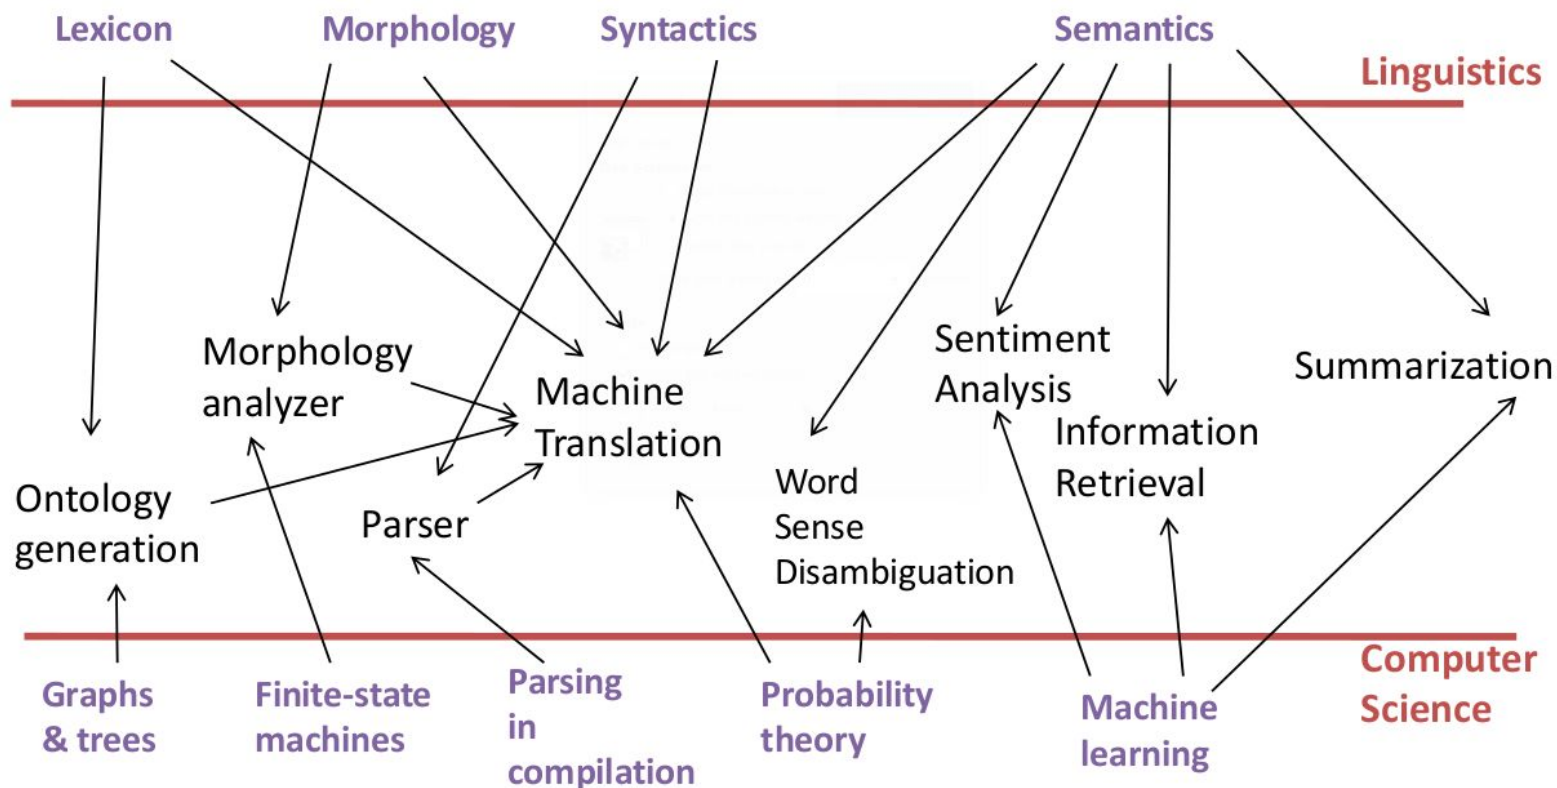 Lexicon
Morphology
Syntactics
Semantics
Linguistics
Morphology
analyzer
Machine
Translation
Sentiment
Analysis
Summarization
Information
Retrieval
Ontology
generation
Parser
Word
Sense
Disambiguation
Computer
Science
Graphs
& trees
Finite-state
machines
Parsing
in
compilation
Probability
theory
Machine
learning